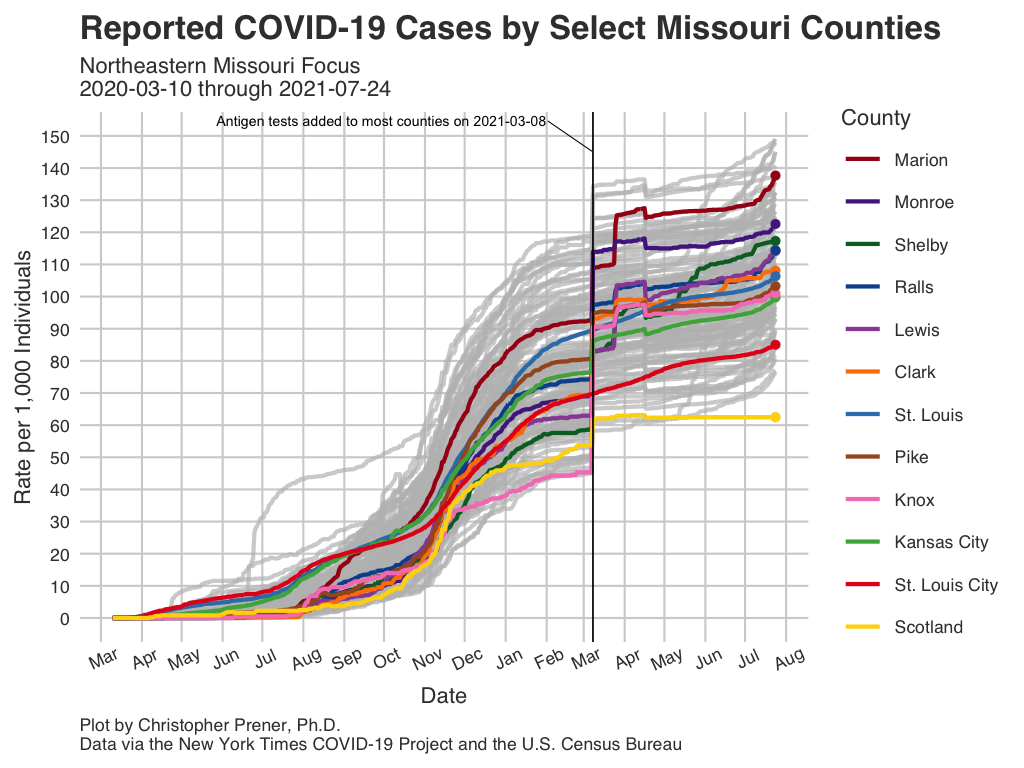 Reported COVID-19 Cases by Select Missouri Counties
Northeastern Missouri Focus
2020-03-10 through 2021-07-24
Antigen tests added to most counties on 2021-03-08
Rate per 1,000 Individuals
150
140
130
120
110
100
90
80
70
60
50
40
30
20
10
0
Mar Apr May Jun Jul Aug Sep Oct Nov Dec Jan Feb Mar Apr May Jun Jul Aug
Date
County
Marion
Monroe
Shelby
Ralls
Lewis
Clark
St. Louis
Pike
Knox
Kansas City
St. Louis City
Scotland
Plot by Christopher Prener, Ph.D.
Data via the New York Times COVID-19 Project and the U.S. Census Bureau